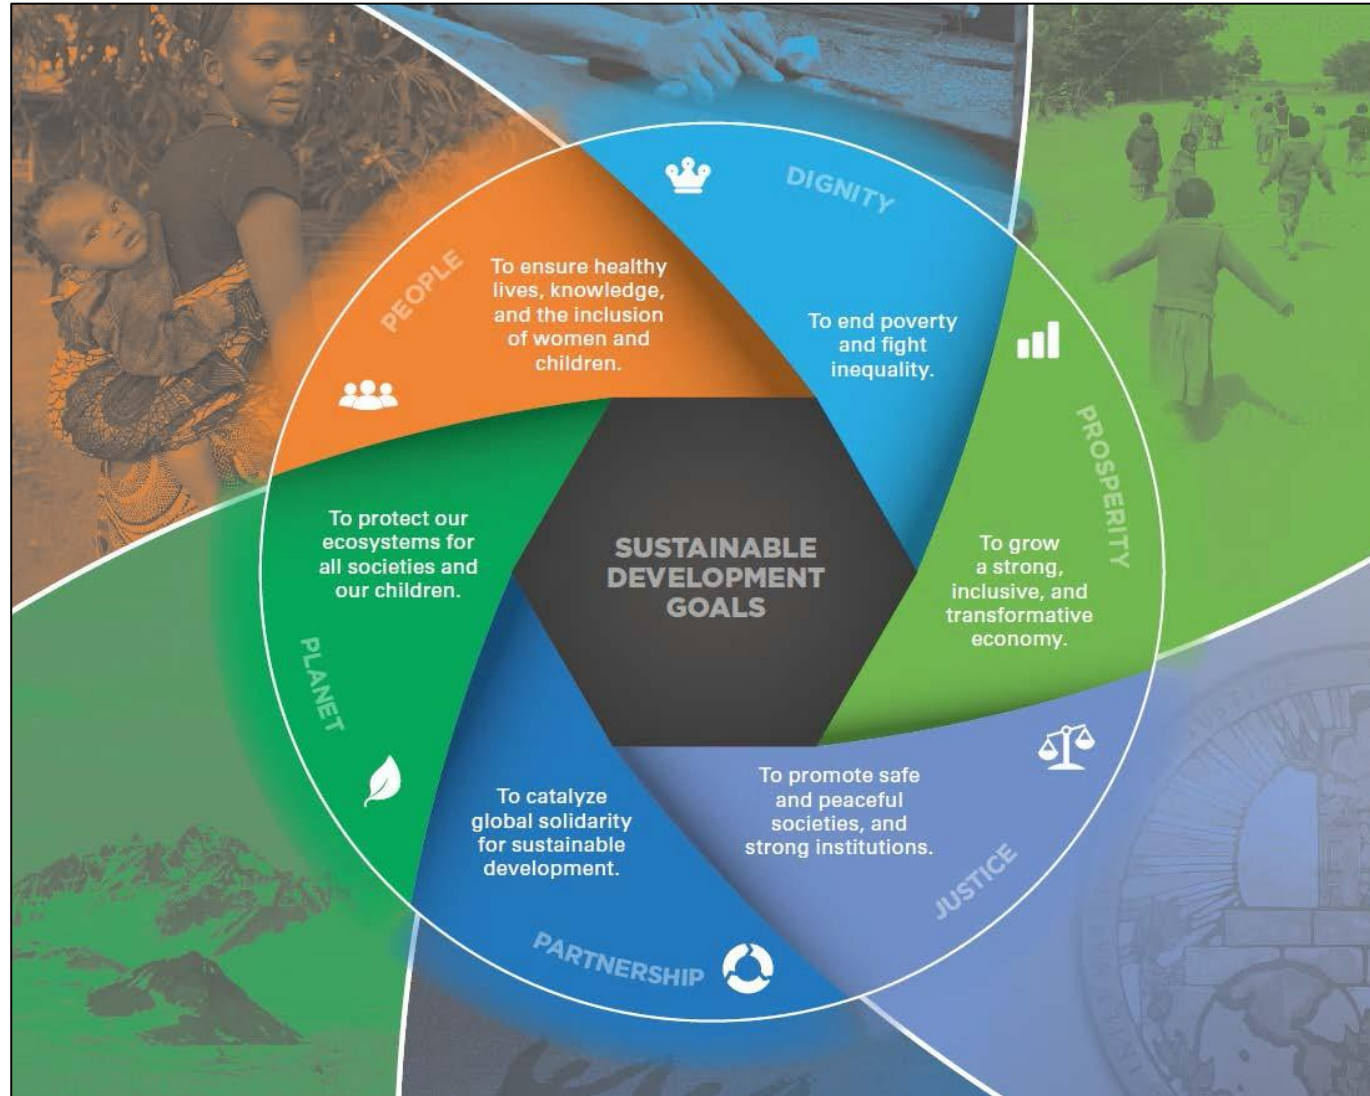 SUSTAINABLE
DEVELOPMENT
GOALS
DIGNITY
To end poverty
and fight
inequality.
PROSPERITY
To grow
a strong,
inclusive, and
transformative
economy.
JUSTICE
To promote safe
and peaceful
societies, and
strong institutions.
PARTNERSHIP
To catalyze
global solidarity
for sustainable
development.
PLANET
To protect our
ecosystems for
all societies and
our children.
PEOPLE
To ensure healthy
lives, knowledge,
and the inclusion
of women and
children.